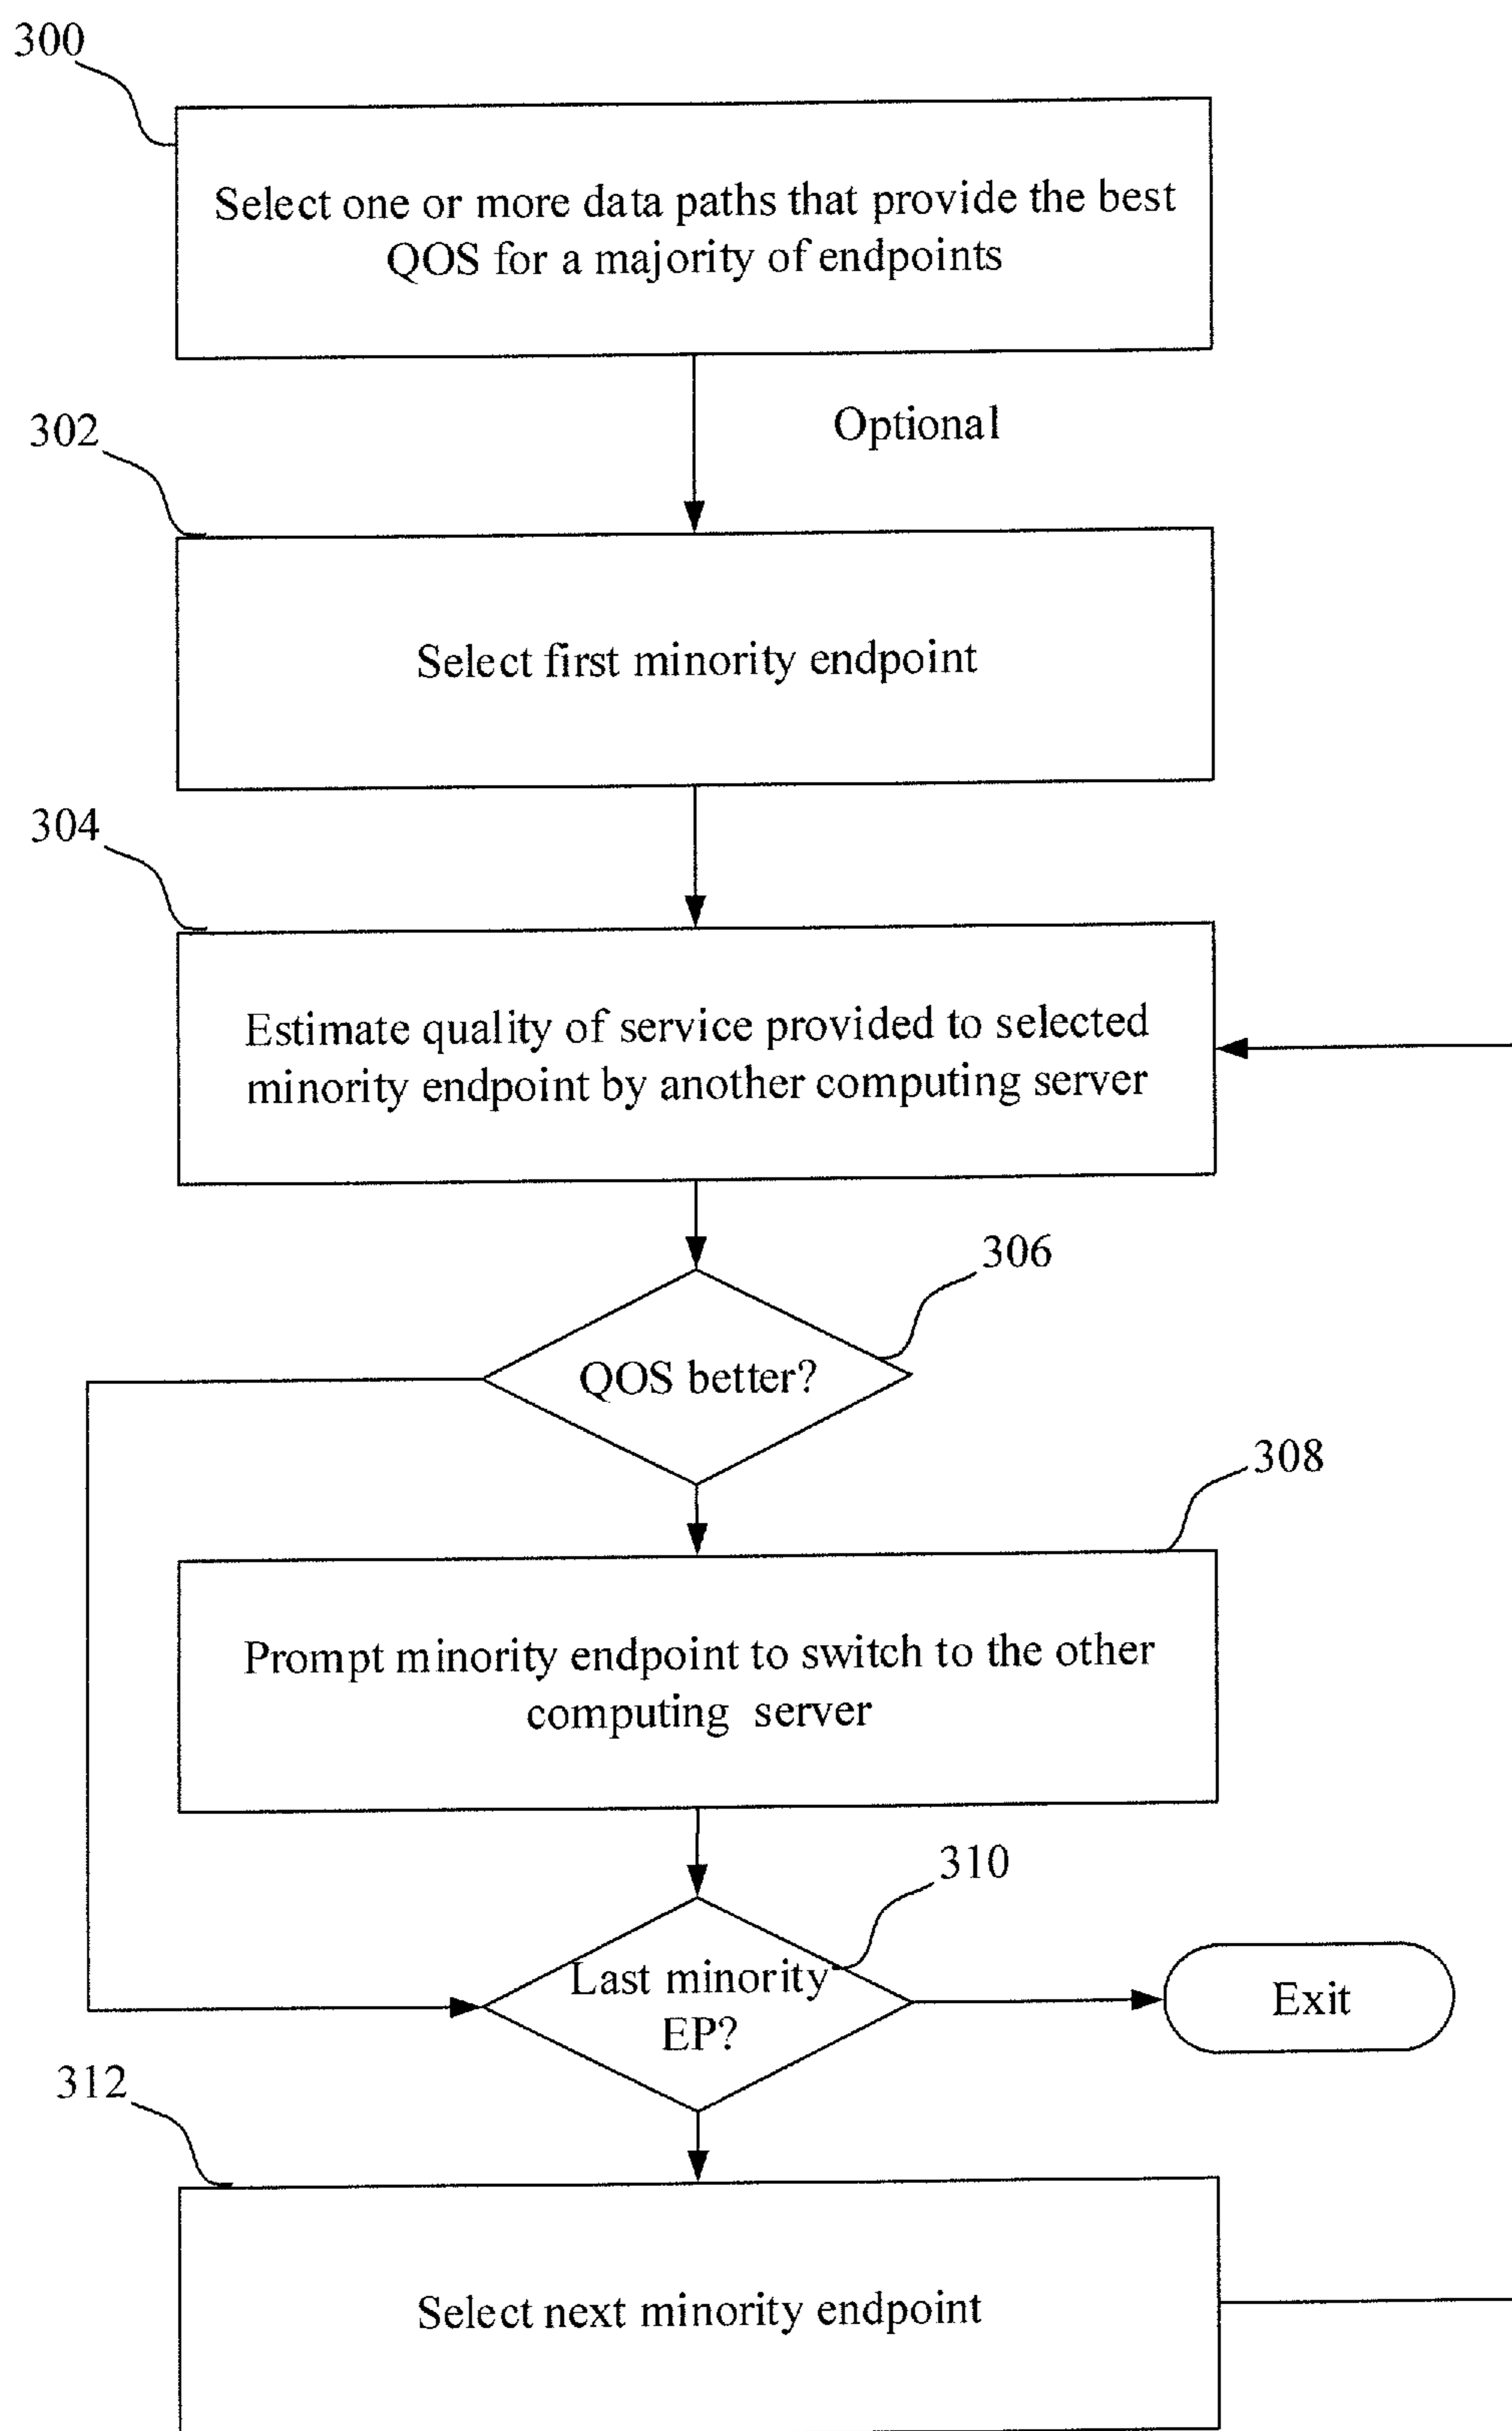 300
Select one or more data paths that provide the best
QOS for a majority of endpoints
Optional
302
Select first minority endpoint
304
Estimate quality of service provided to selected
minority endpoint by another computing server
306
QOS better?
308
Prompt minority endpoint to switch to the other
computing server
310
Last minority
EP?
Exit
312
Select next minority endpoint